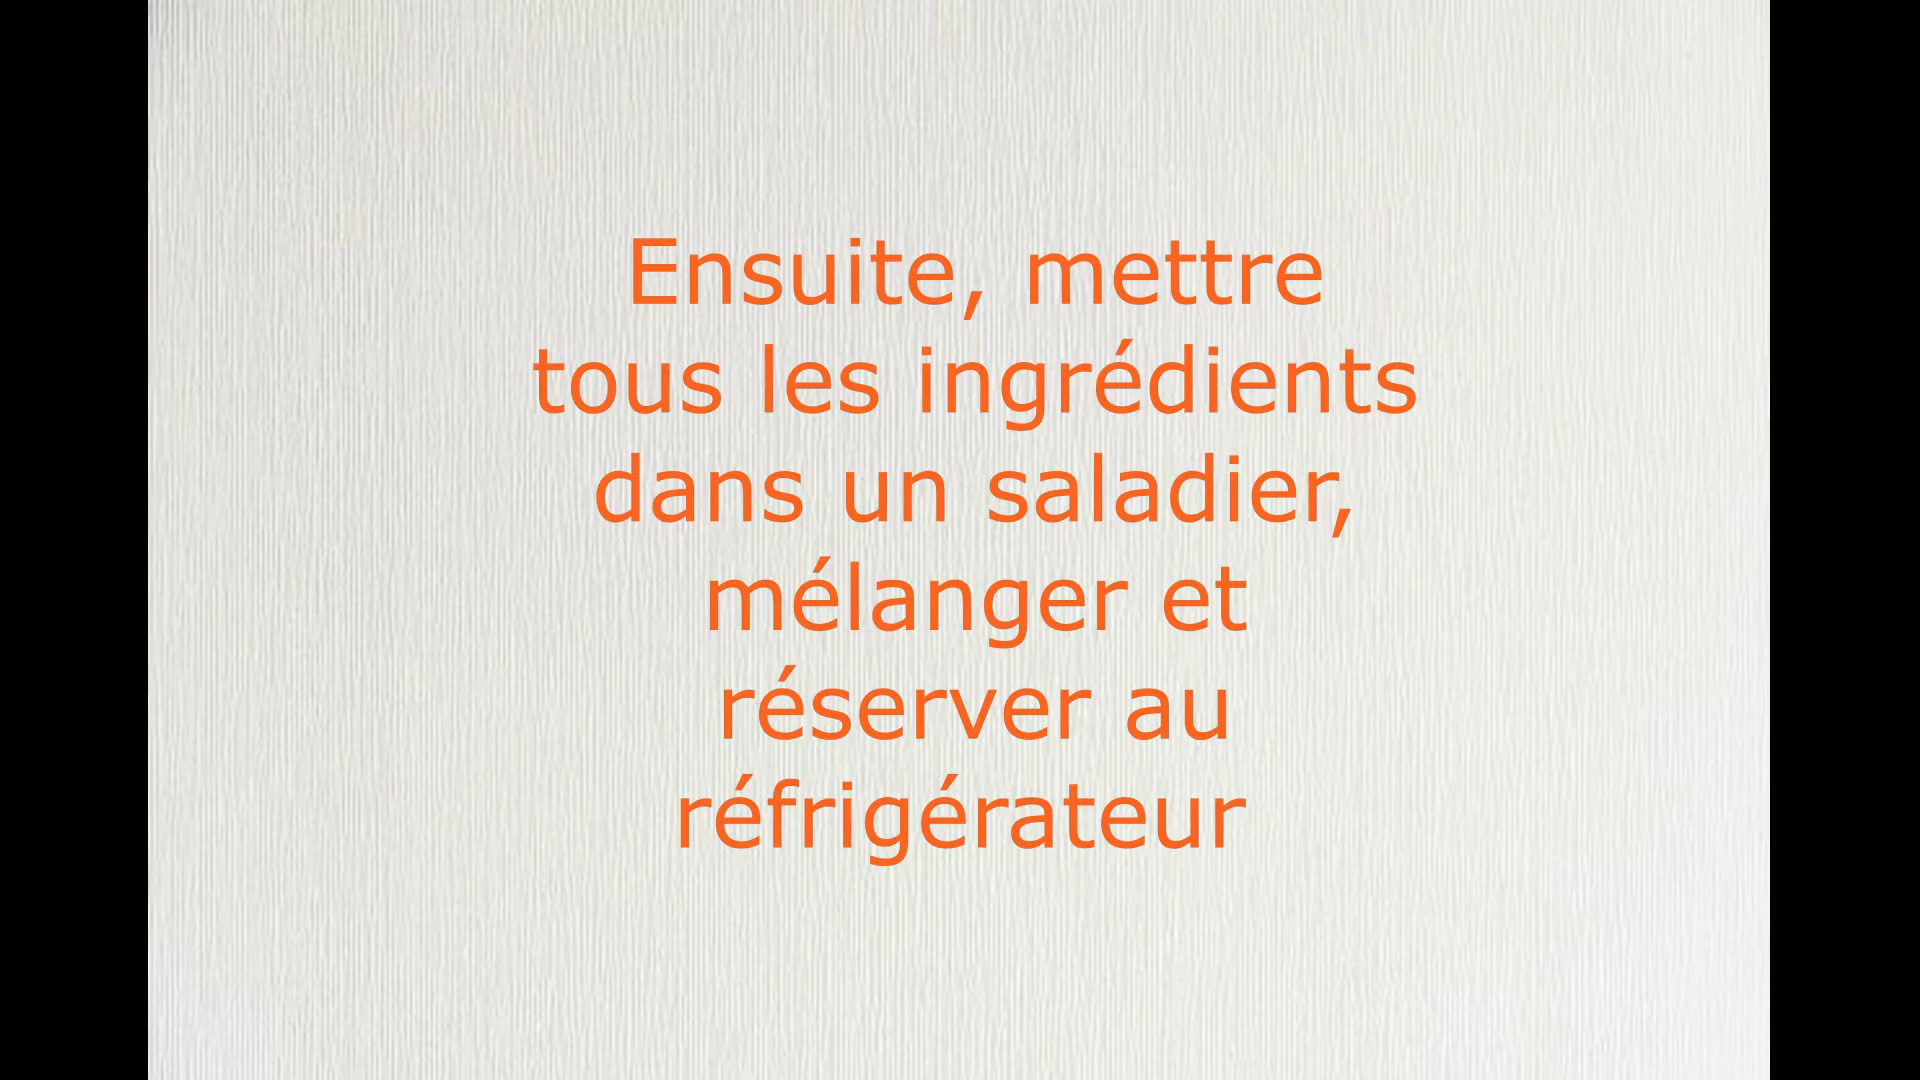 Ensuite, mettre
tous les ingrédients
dans un saladier,
mélanger et
réserver au
réfrigérateur